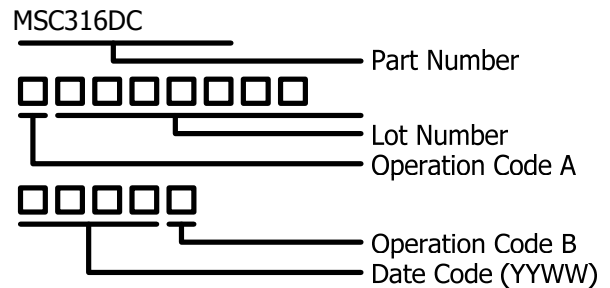 MSC316DC
Part Number
Lot Number
Operation Code A
Operation Code B
Date Code (YYWW)